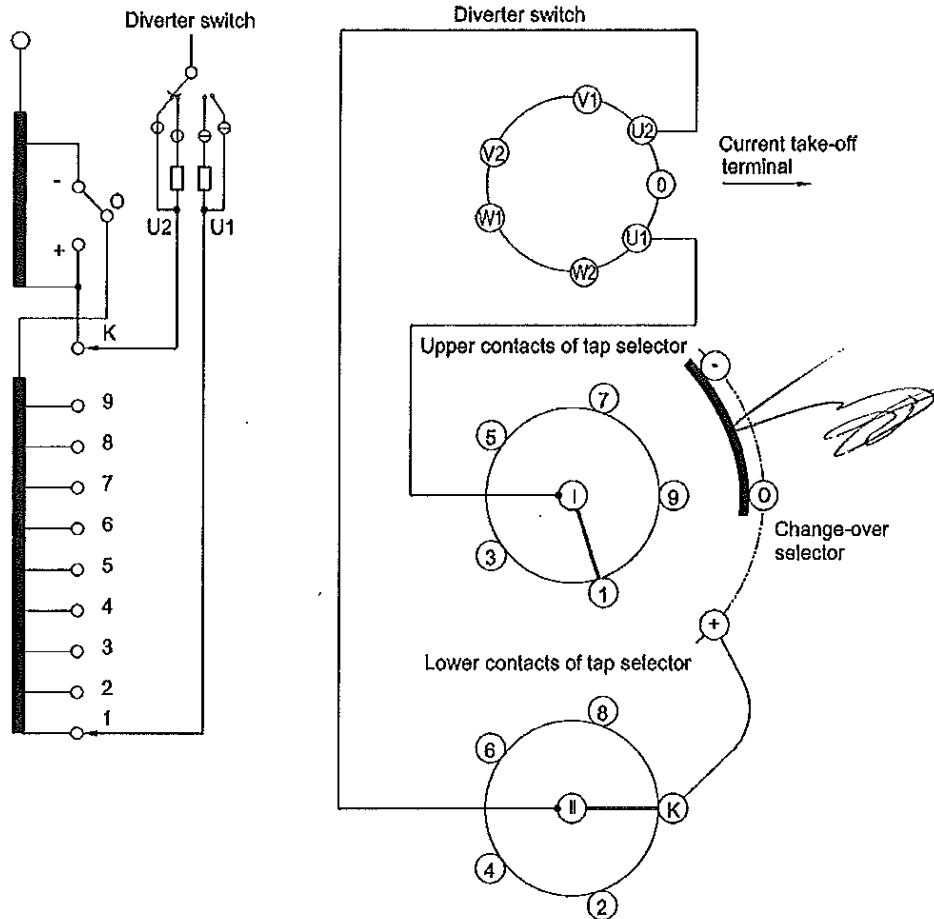 Diverter switch
-
O
+
U2
U1
K
9
8
7
6
5
4
3
2
1
Diverter switch
V1
U2
V2
0
W1
U1
W2
Current take-off
terminal
Upper contacts of tap selector
7
5
I
9
3
1
-
O
Change-over
selector
+
Lower contacts of tap selector
8
6
II
K
4
2